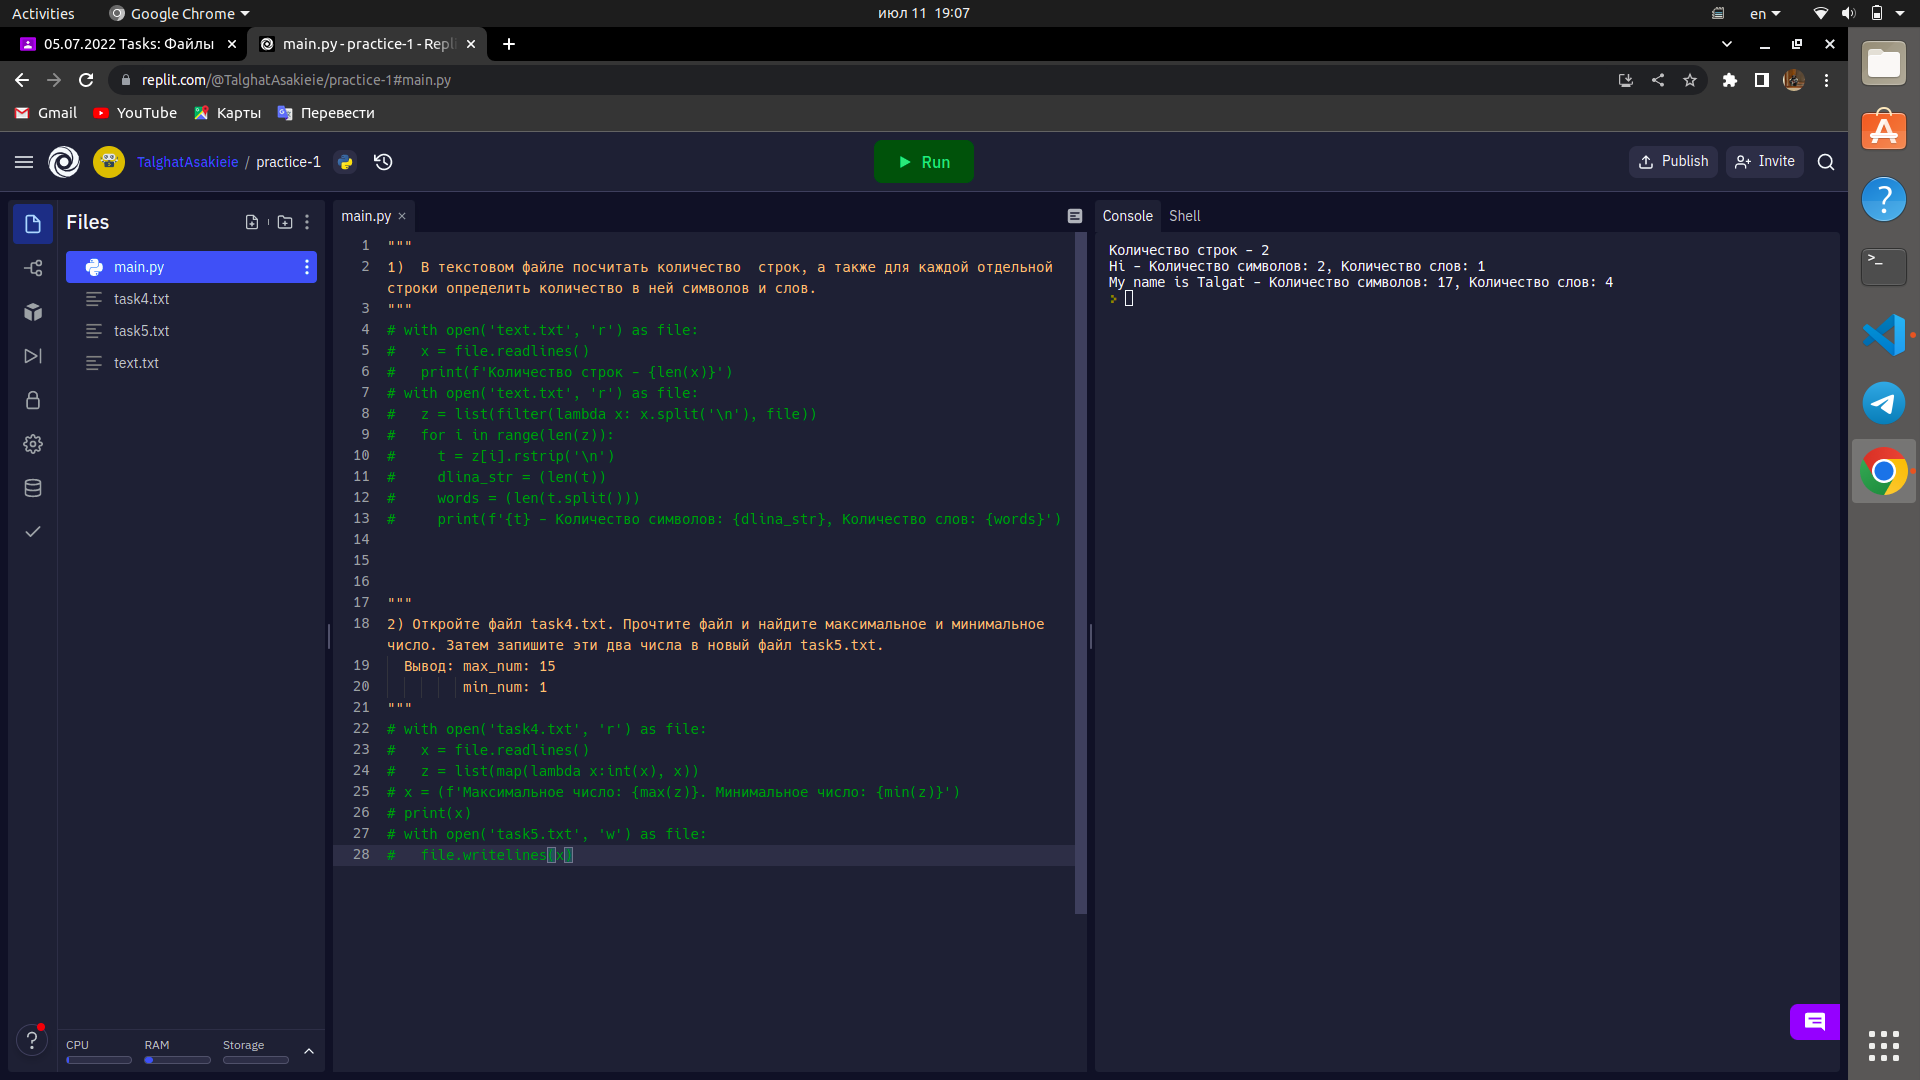 Activities
Google Chrome
июл 11 19:07
en
05.07.2022 Tasks: Файлы
main.py - practice-1 - Repl
replit.com/@TalghatAsakieie/practice-1#main.py
Gmail
YouTube
Карты
Перевести
TalghatAsakieie / practice-1
Run
Publish
Invite
Files
main.py
task4.txt
task5.txt
text.txt
CPU
RAM
Storage
main.py
1 """
2 1)  В текстовом файле посчитать количество  строк, а также для каждой отдельной
строки определить количество в ней символов и слов.
3 """
4 # with open('text.txt', 'r') as file:
5 #   x = file.readlines()
6 #   print(f'Количество строк - {len(x)}')
7 # with open('text.txt', 'r') as file:
8 #   z = list(filter(lambda x: x.split('\n'), file))
9 #   for i in range(len(z)):
10 #     t = z[i].rstrip('\n')
11 #     dlina_str = (len(t))
12 #     words = (len(t.split()))
13 #     print(f'{t} - Количество символов: {dlina_str}, Количество слов: {words}')
14
15
16
17 """
18 2) Откройте файл task4.txt. Прочтите файл и найдите максимальное и минимальное
число. Затем запишите эти два числа в новый файл task5.txt.
19   Вывод: max_num: 15
20          min_num: 1
21 """
22 # with open('task4.txt', 'r') as file:
23 #   x = file.readlines()
24 #   z = list(map(lambda x:int(x), x))
25 # x = (f'Максимальное число: {max(z)}. Минимальное число: {min(z)}')
26 # print(x)
27 # with open('task5.txt', 'w') as file:
28 #   file.writelines(x)
Console
Shell
Количество строк - 2
Hi - Количество символов: 2, Количество слов: 1
My name is Talgat - Количество символов: 17, Количество слов: 4